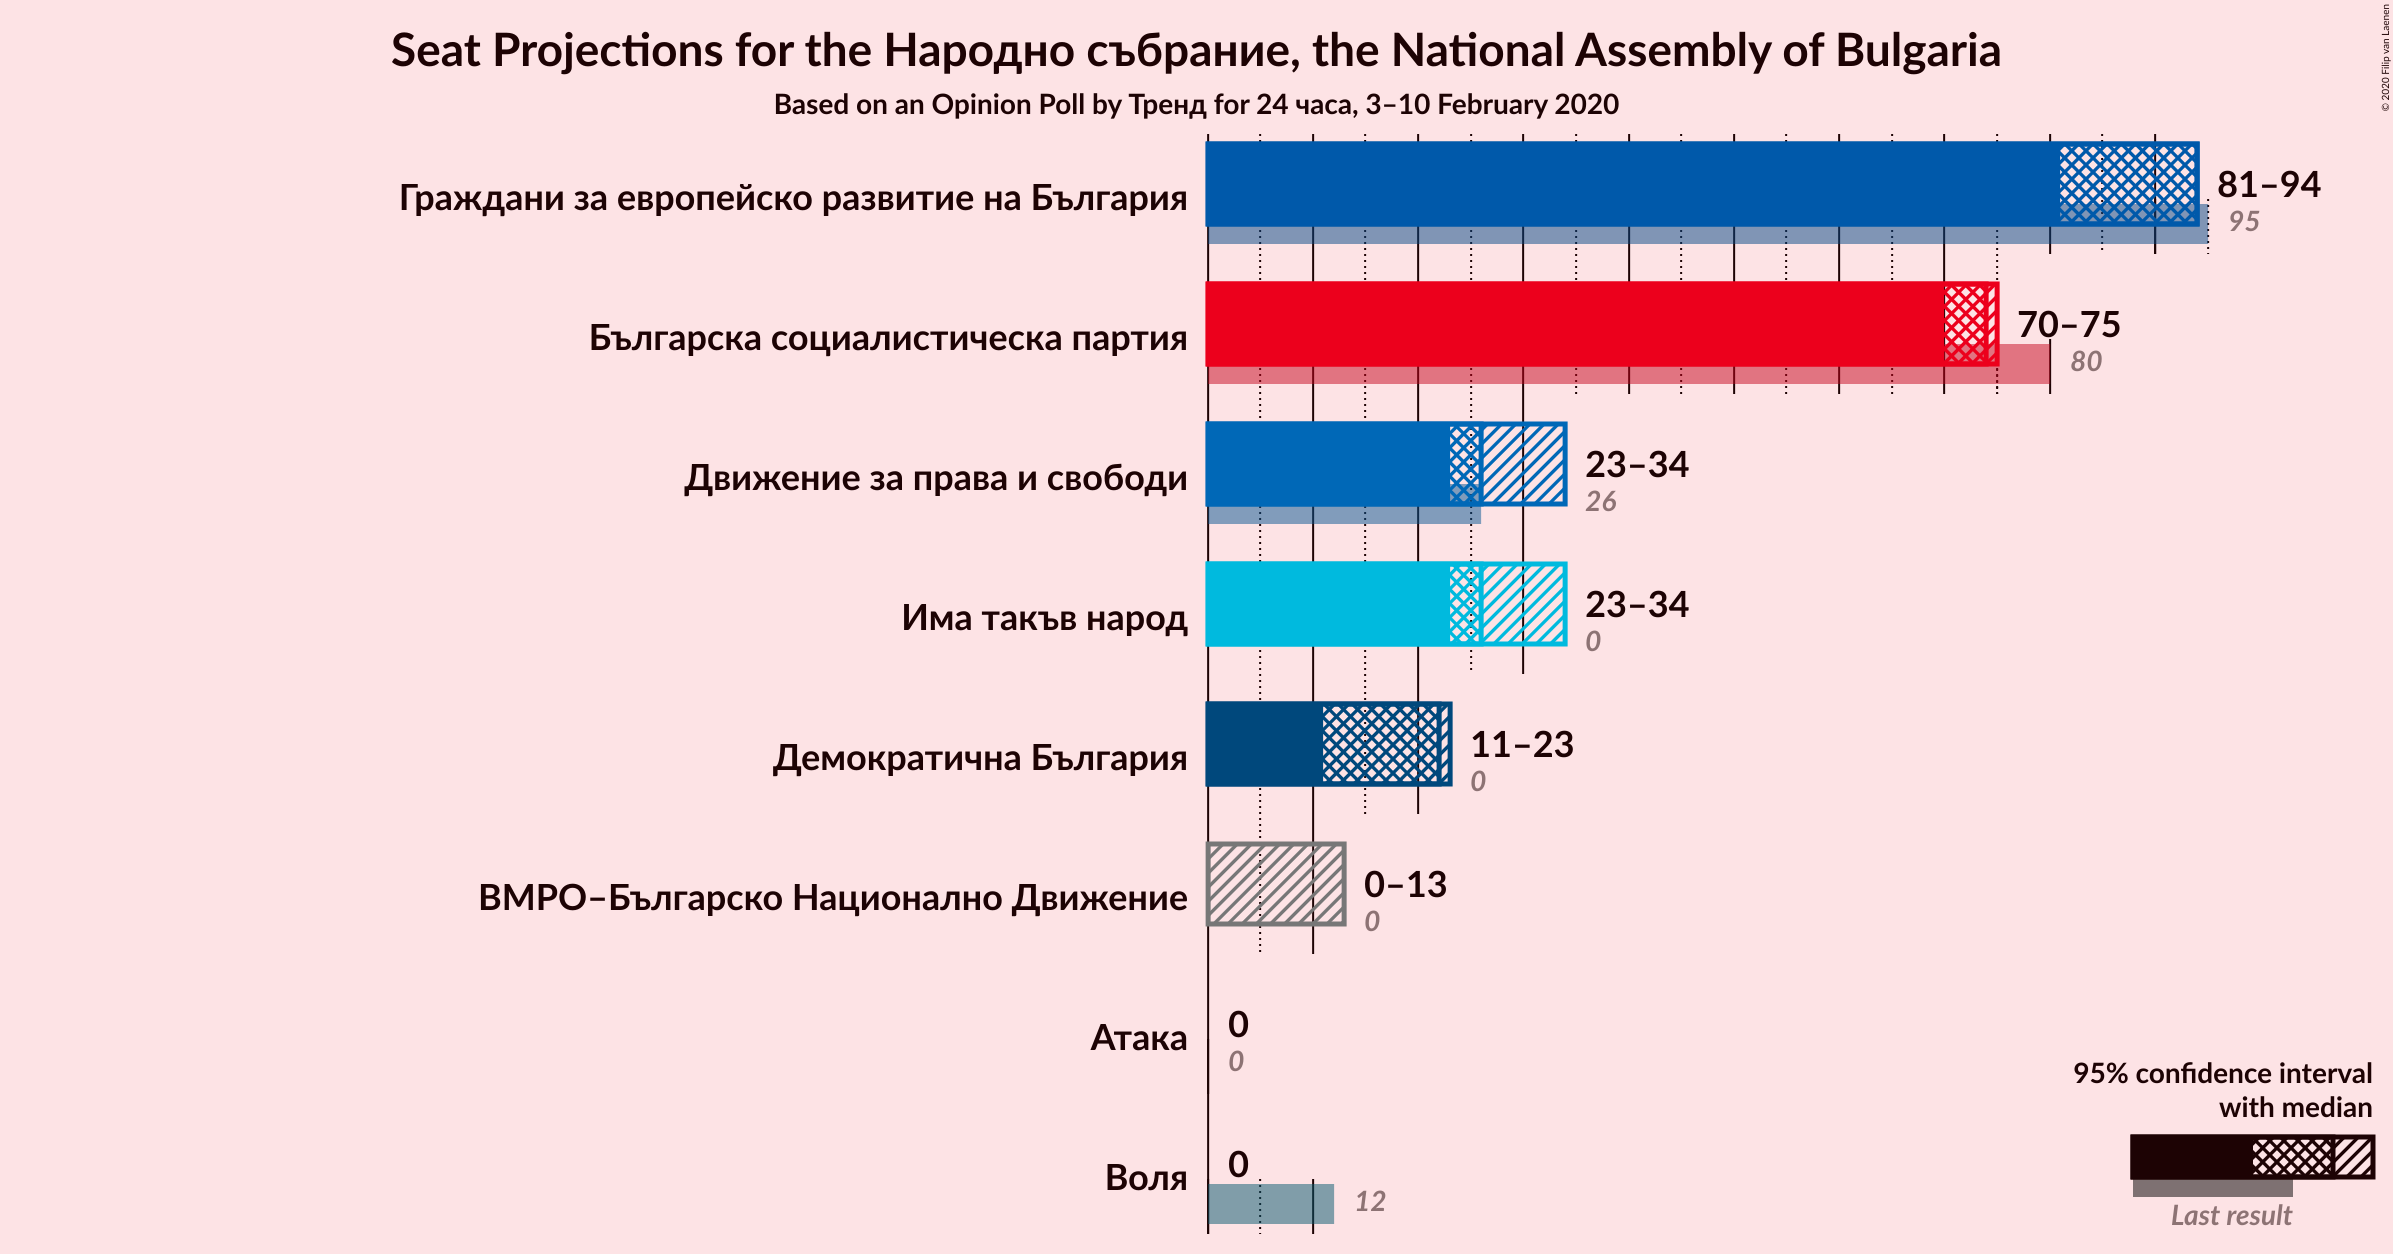 Seat Projections for the Народно събрание, the National Assembly of Bulgaria
Based on an Opinion Poll by Тренд for 24 часа, 3–10 February 2020
© 2020 Filip van Laenen
Граждани за европейско развитие на България
81–94
95
Българска социалистическа партия
70–75
80
Движение за права и свободи
23–34
26
Има такъв народ
23–34
0
Демократична България
11–23
0
ВМРО–Българско Национално Движение
0–13
0
Атака
0
0
Воля
0
12
95% confidence interval
with median
Last result